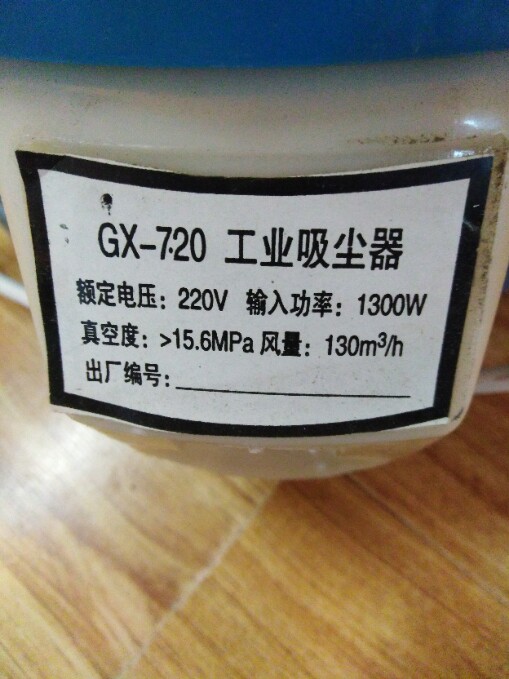 GX-720 工业吸尘器
额定电压：220V 输入功率：1300W
真空度：>15.6MPa 风量：130m³/h
出厂编号：